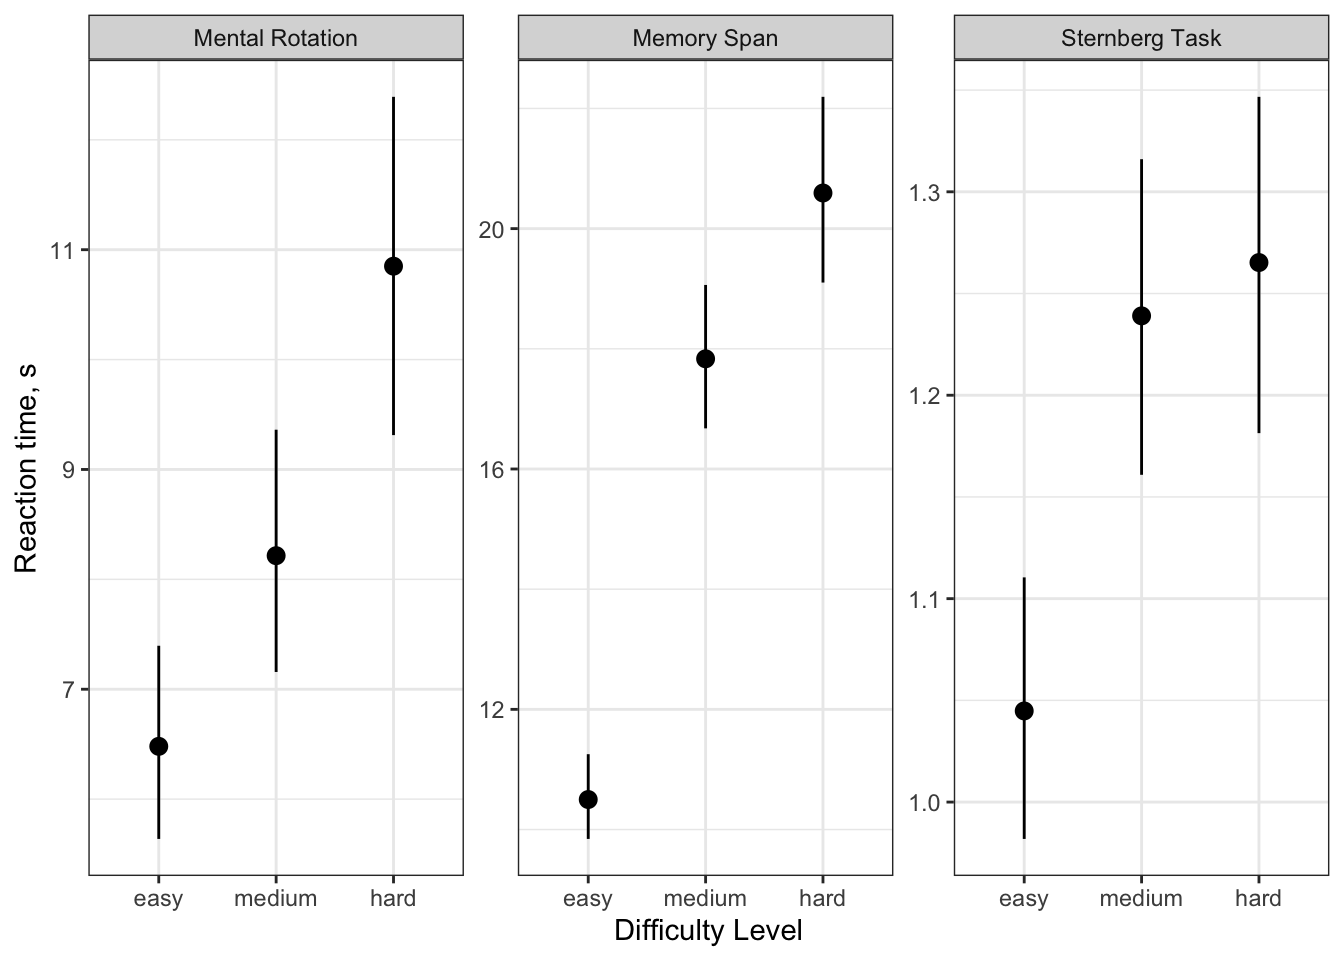 Mental Rotation
Memory Span
Sternberg Task
Reaction time, s
11
9
7
20
16
12
1.3
1.2
1.1
1.0
easy medium hard
easy medium hard
easy medium hard
Difficulty Level